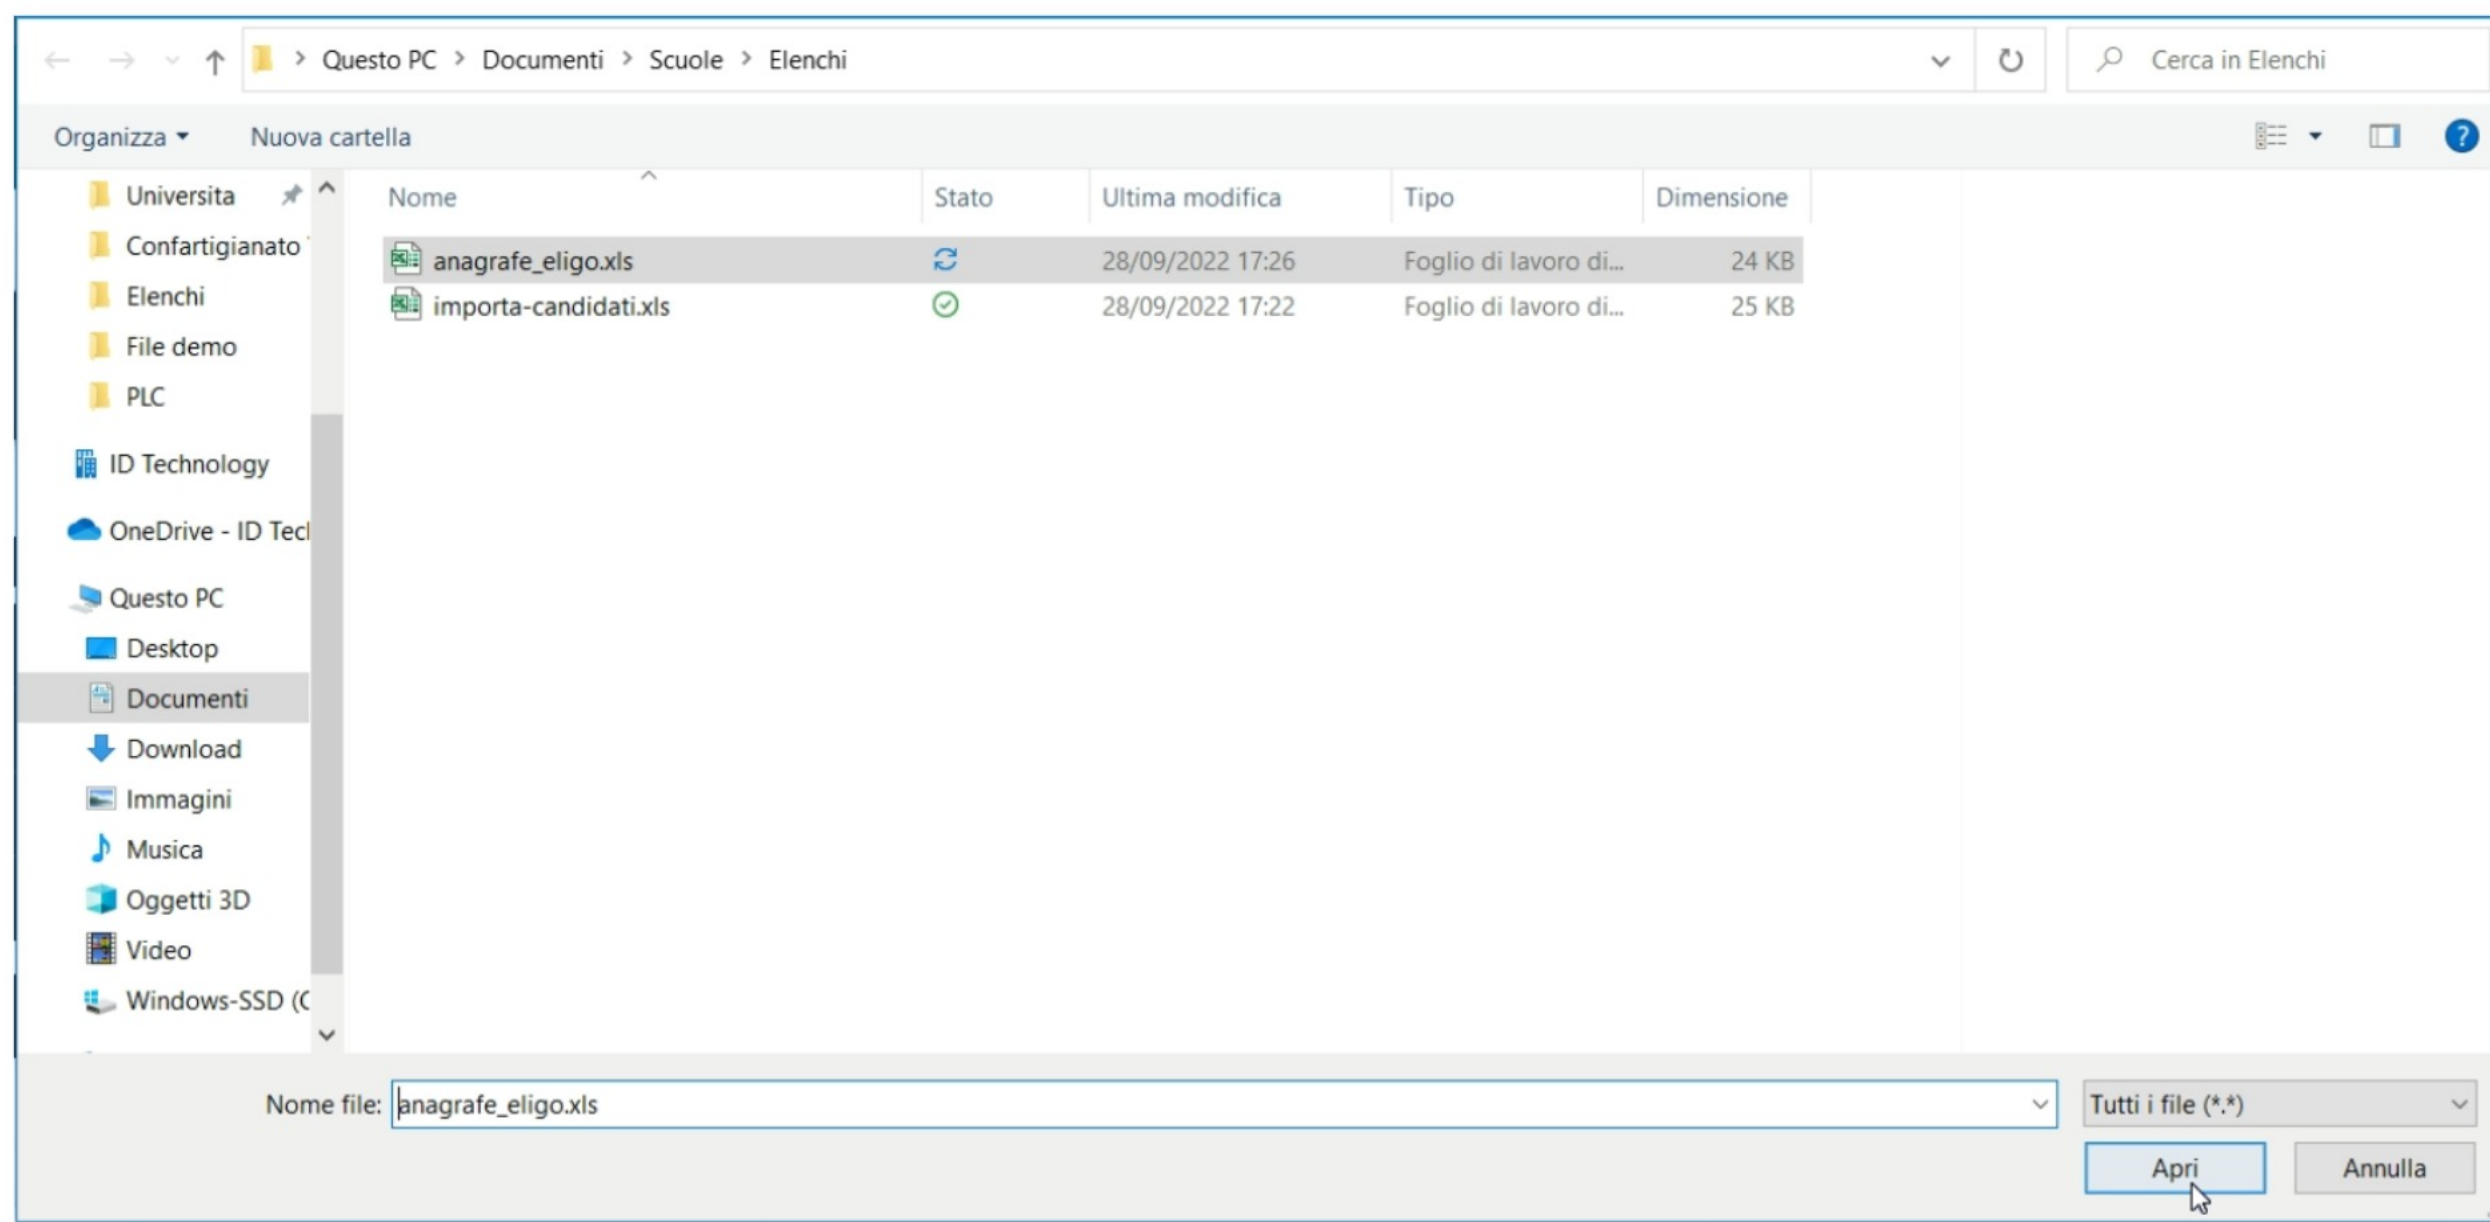 Questo PC > Documenti > Scuole > Elenchi
Cerca in Elenchi
Organizza
Nuova cartella
Universita
Confartigianato
Elenchi
File demo
PLC
ID Technology
OneDrive - ID Tecl
Questo PC
Desktop
Documenti
Download
Immagini
Musica
Oggetti 3D
Video
Windows-SSD (C
Nome Stato Ultima modifica Tipo Dimensione
anagrafe_eligo.xls 28/09/2022 17:26 Foglio di lavoro di... 24 KB
importa-candidati.xls 28/09/2022 17:22 Foglio di lavoro di... 25 KB
Nome file: anagrafe_eligo.xls
Tutti i file (*.*)
Apri
Annulla